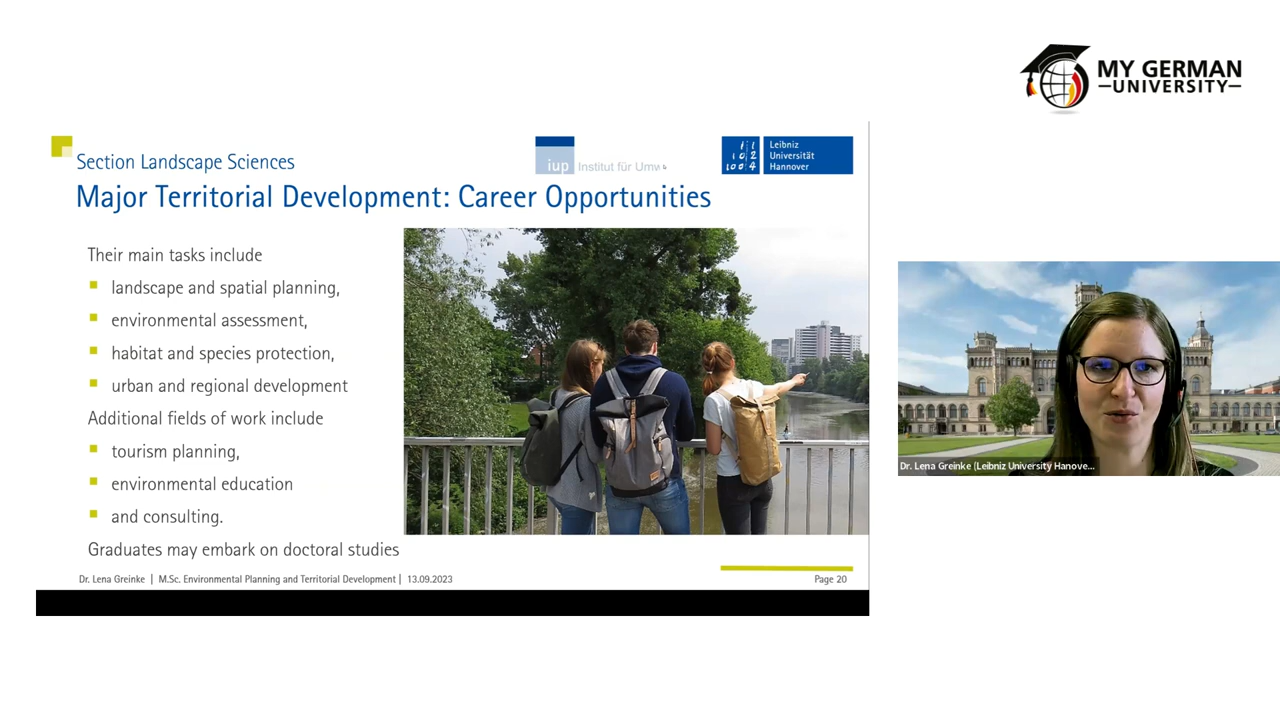 MY GERMAN
UNIVERSITY
Section Landscape Sciences
iup Institut für
Leibniz
Universität
Hannover
Major Territorial Development: Career Opportunities
Their main tasks include
landscape and spatial planning,
environmental assessment,
habitat and species protection,
urban and regional development
Additional fields of work include
tourism planning,
environmental education
and consulting.
Graduates may embark on doctoral studies
Dr. Lena Greinke | M.Sc. Environmental Planning and Territorial Development | 13.09.2023
Page 20
Dr. Lena Greinke (Leibniz University Hanove...